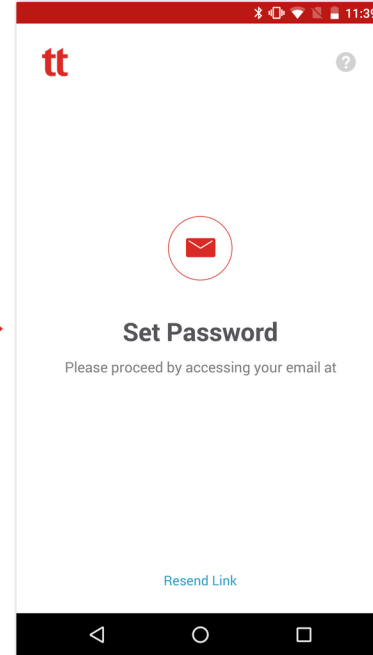 11:39
tt
?
Set Password
Please proceed by accessing your email at
Resend Link